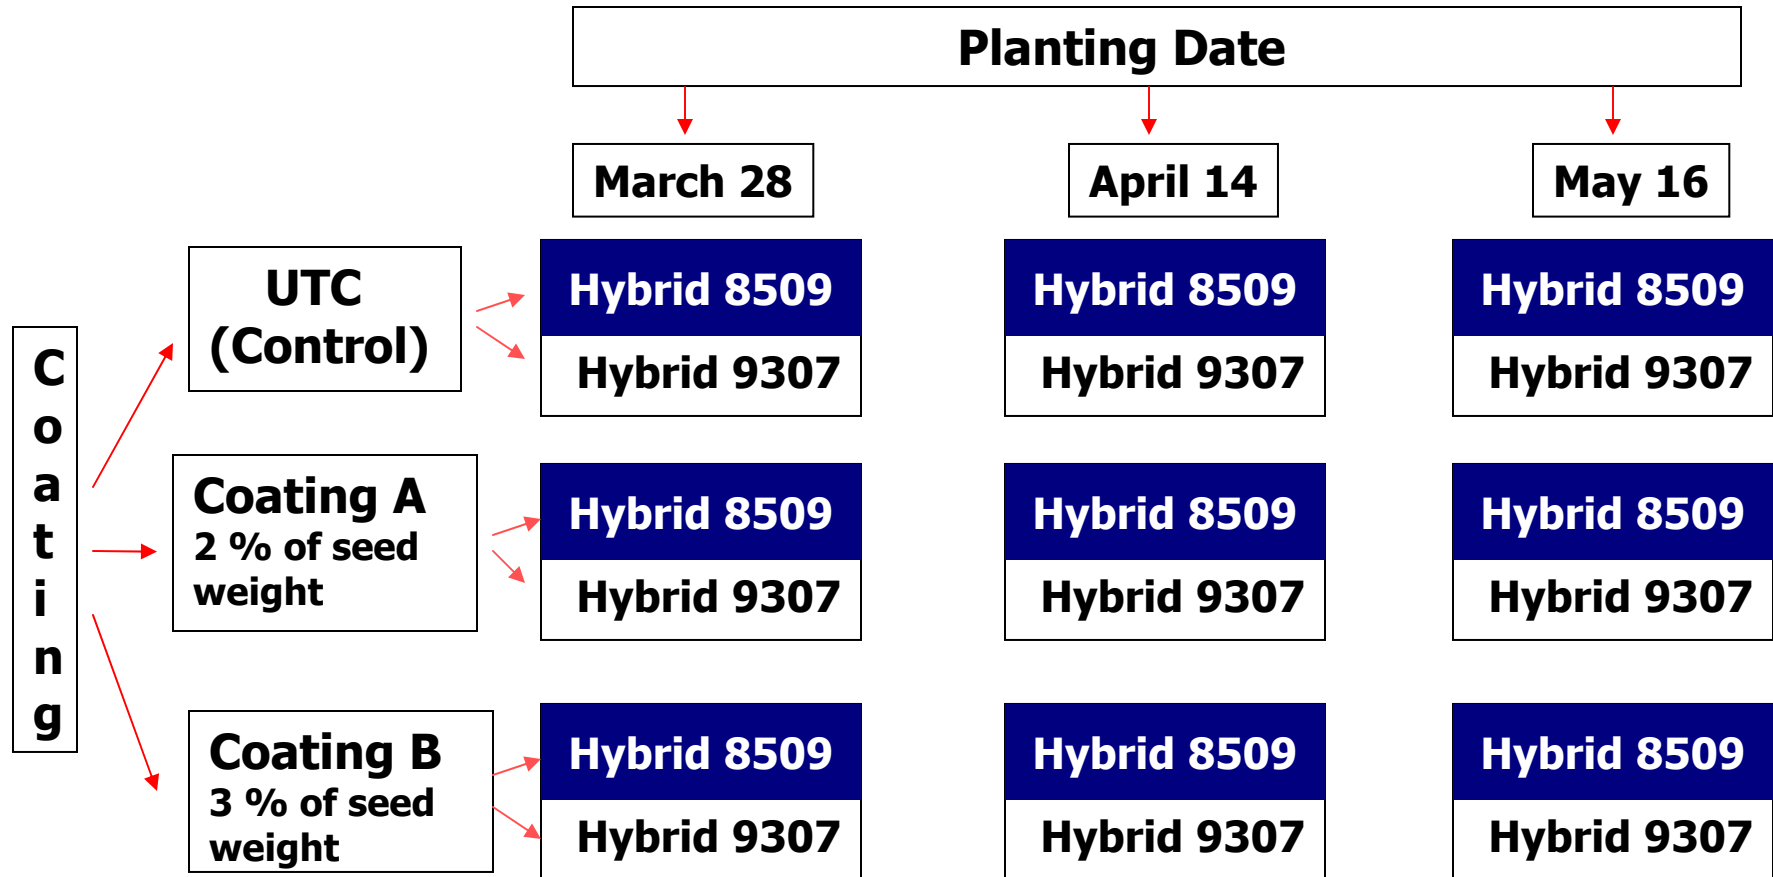 Planting Date
March 28
April 14
May 16
Coating
UTC
(Control)
Hybrid 8509
Hybrid 9307
Hybrid 8509
Hybrid 9307
Hybrid 8509
Hybrid 9307
Coating A
2 % of seed
weight
Hybrid 8509
Hybrid 9307
Hybrid 8509
Hybrid 9307
Hybrid 8509
Hybrid 9307
Coating B
3 % of seed
weight
Hybrid 8509
Hybrid 9307
Hybrid 8509
Hybrid 9307
Hybrid 8509
Hybrid 9307